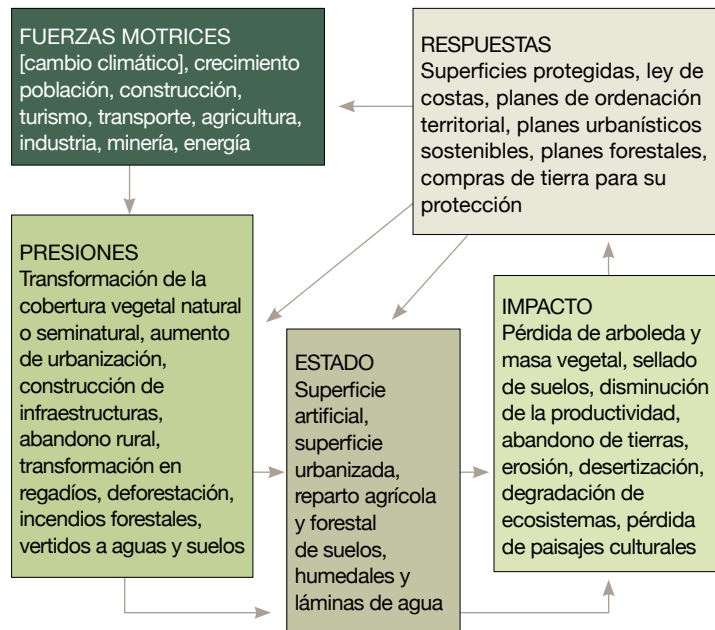 FUERZAS MOTRICES
[cambio climático], crecimiento
población, construcción,
turismo, transporte, agricultura,
industria, minería, energía
RESPUESTAS
Superficies protegidas, ley de
costas, planes de ordenación
territorial, planes urbanísticos
sostenibles, planes forestales,
compras de tierra para su
protección
PRESIONES
Transformación de la
cobertura vegetal natural
o seminatural, aumento
de urbanización,
construcción de
infraestructuras,
abandono rural,
transformación en
regadíos, deforestación,
incendios forestales,
vertidos a aguas y suelos
ESTADO
Superficie
artificial,
superficie
urbanizada,
reparto agrícola
y forestal
de suelos,
humedales y
láminas de agua
IMPACTO
Pérdida de arboleda y
masa vegetal, sellado
de suelos, disminución
de la productividad,
abandono de tierras,
erosión, desertización,
degradación de
ecosistemas, pérdida
de paisajes culturales